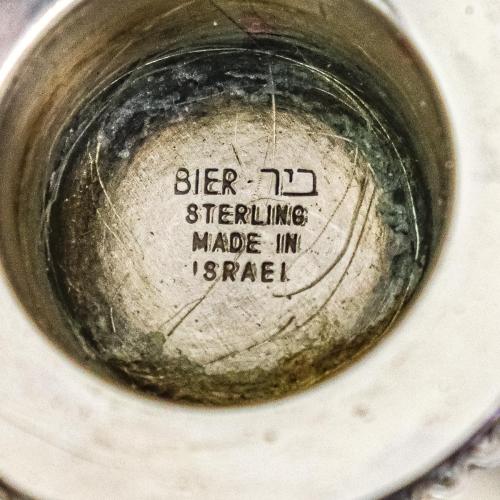 BIER · ביר
STERLING
MADE IN
ISRAEL